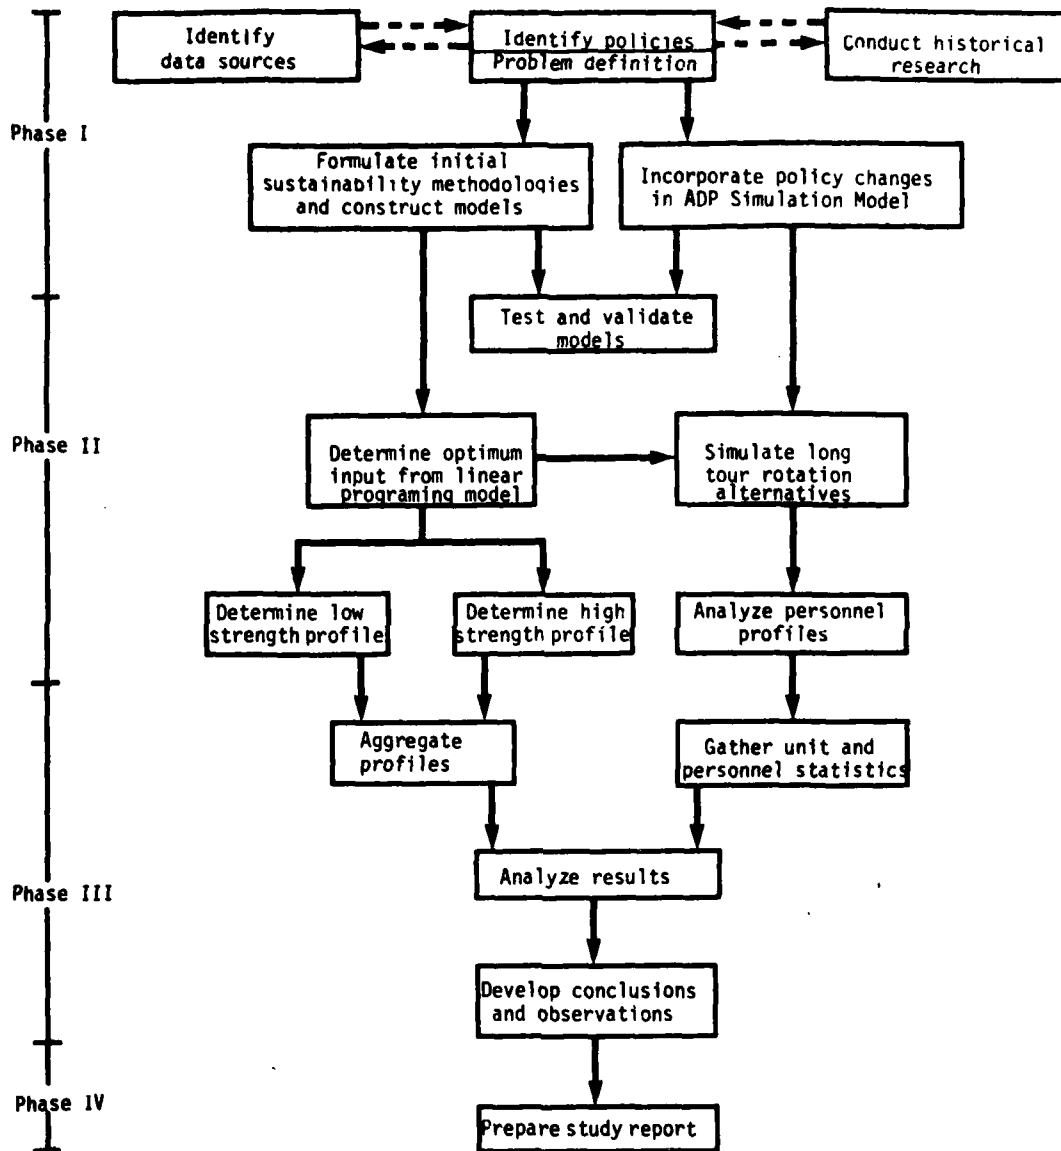 Identify
data sources
Identify policies
Problem definition
Conduct historical
research
Phase I
Formulate initial
sustainability methodologies
and construct models
Incorporate policy changes
in ADP Simulation Model
Test and validate
models
Phase II
Determine optimum
input from linear
programing model
Simulate long
tour rotation
alternatives
Determine low
strength profile
Determine high
strength profile
Analyze personnel
profiles
Aggregate
profiles
Gather unit and
personnel statistics
Phase III
Analyze results
Develop conclusions
and observations
Phase IV
Prepare study report